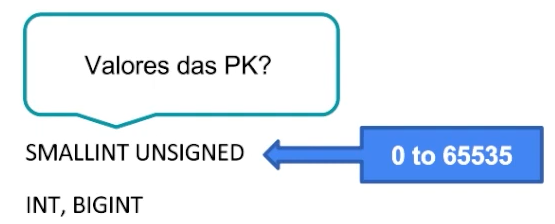 Valores das PK?
SMALLINT UNSIGNED
0 to 65535
INT, BIGINT